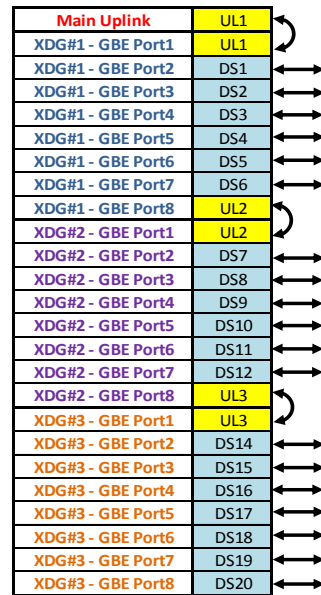 Main Uplink UL1
XDG#1 - GBE Port1 UL1
XDG#1 - GBE Port2 DS1
XDG#1 - GBE Port3 DS2
XDG#1 - GBE Port4 DS3
XDG#1 - GBE Port5 DS4
XDG#1 - GBE Port6 DS5
XDG#1 - GBE Port7 DS6
XDG#1 - GBE Port8 UL2
XDG#2 - GBE Port1 UL2
XDG#2 - GBE Port2 DS7
XDG#2 - GBE Port3 DS8
XDG#2 - GBE Port4 DS9
XDG#2 - GBE Port5 DS10
XDG#2 - GBE Port6 DS11
XDG#2 - GBE Port7 DS12
XDG#2 - GBE Port8 UL3
XDG#3 - GBE Port1 UL3
XDG#3 - GBE Port2 DS14
XDG#3 - GBE Port3 DS15
XDG#3 - GBE Port4 DS16
XDG#3 - GBE Port5 DS17
XDG#3 - GBE Port6 DS18
XDG#3 - GBE Port7 DS19
XDG#3 - GBE Port8 DS20